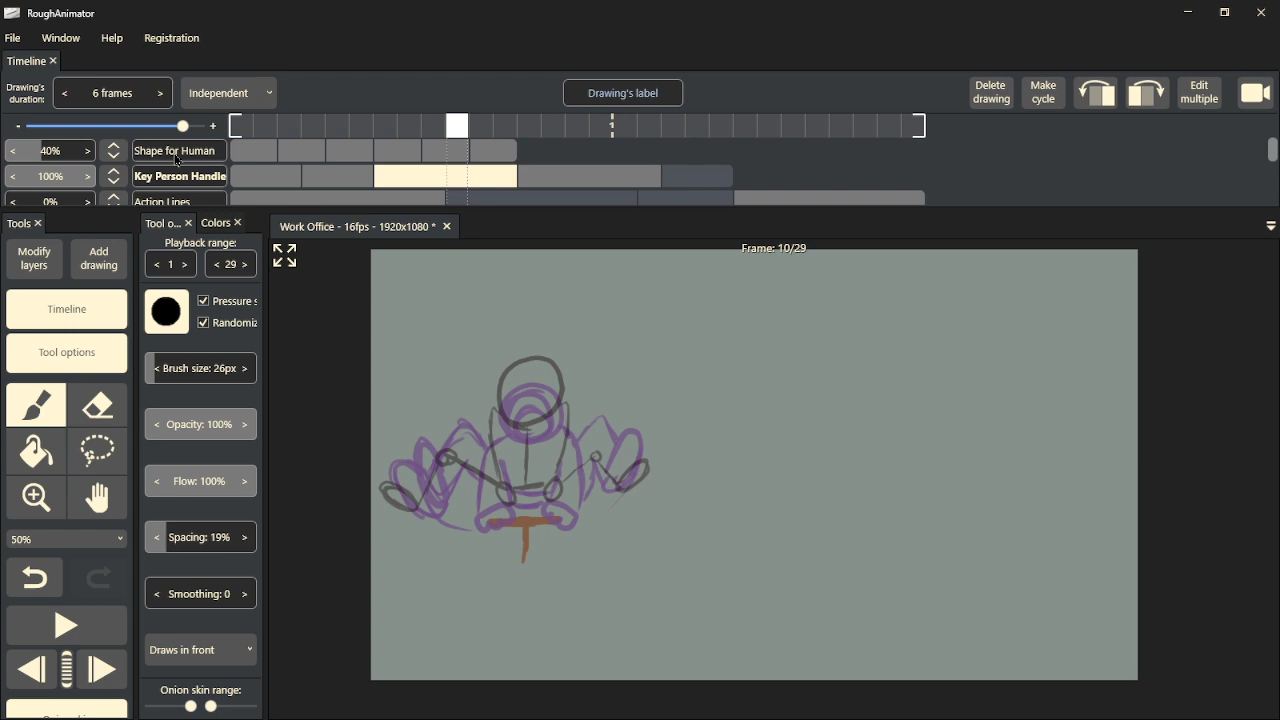 RoughAnimator
File Window Help Registration
Timeline
Drawing's duration: < 6 frames > Independent Drawing's label Delete drawing Make cycle Edit multiple
- +
< 40% > Shape for Human
< 100% > Key Person Handle
< 0% > Action Lines
1
Tools Tool o... Colors Work Office - 16fps - 1920x1080 *
Modify layers Add drawing
Timeline
Tool options
50%
Playback range:
< 1 > < 29 >
Pressure s
Randomiz
< Brush size: 26px >
< Opacity: 100% >
< Flow: 100% >
< Spacing: 19% >
< Smoothing: 0 >
Draws in front
Onion skin range:
Frame: 10/29